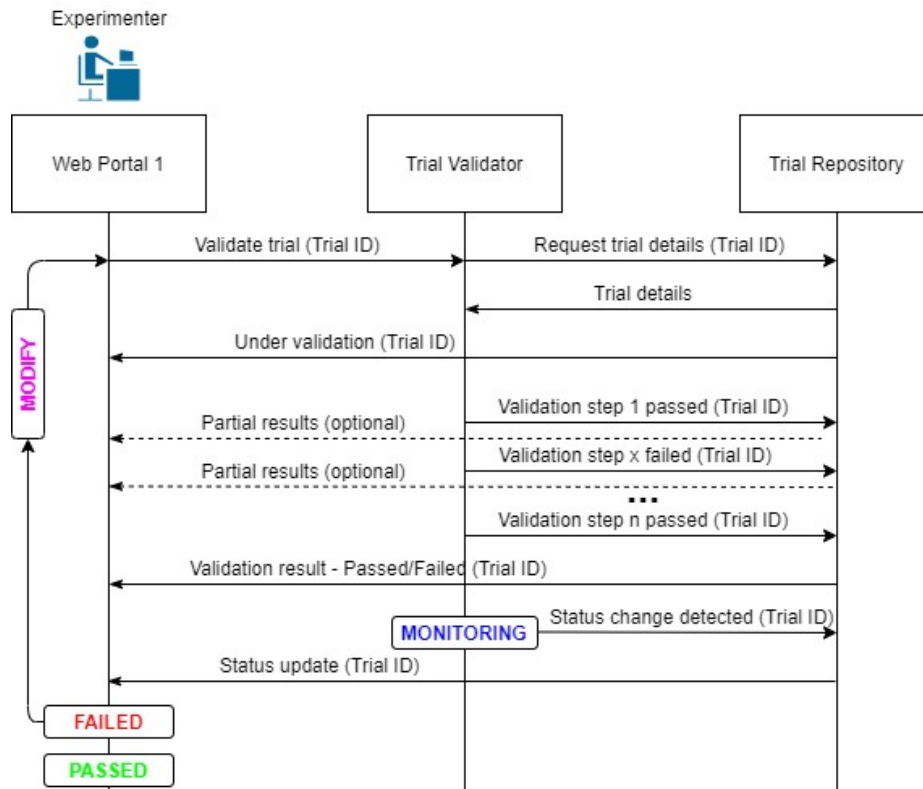 Experimenter
Web Portal 1
Trial Validator
Trial Repository
Validate trial (Trial ID)
Request trial details (Trial ID)
Trial details
Under validation (Trial ID)
MODIFY
Validation step 1 passed (Trial ID)
Partial results (optional)
Validation step x failed (Trial ID)
Partial results (optional)
...
Validation step n passed (Trial ID)
Validation result - Passed/Failed (Trial ID)
Status change detected (Trial ID)
MONITORING
Status update (Trial ID)
FAILED
PASSED